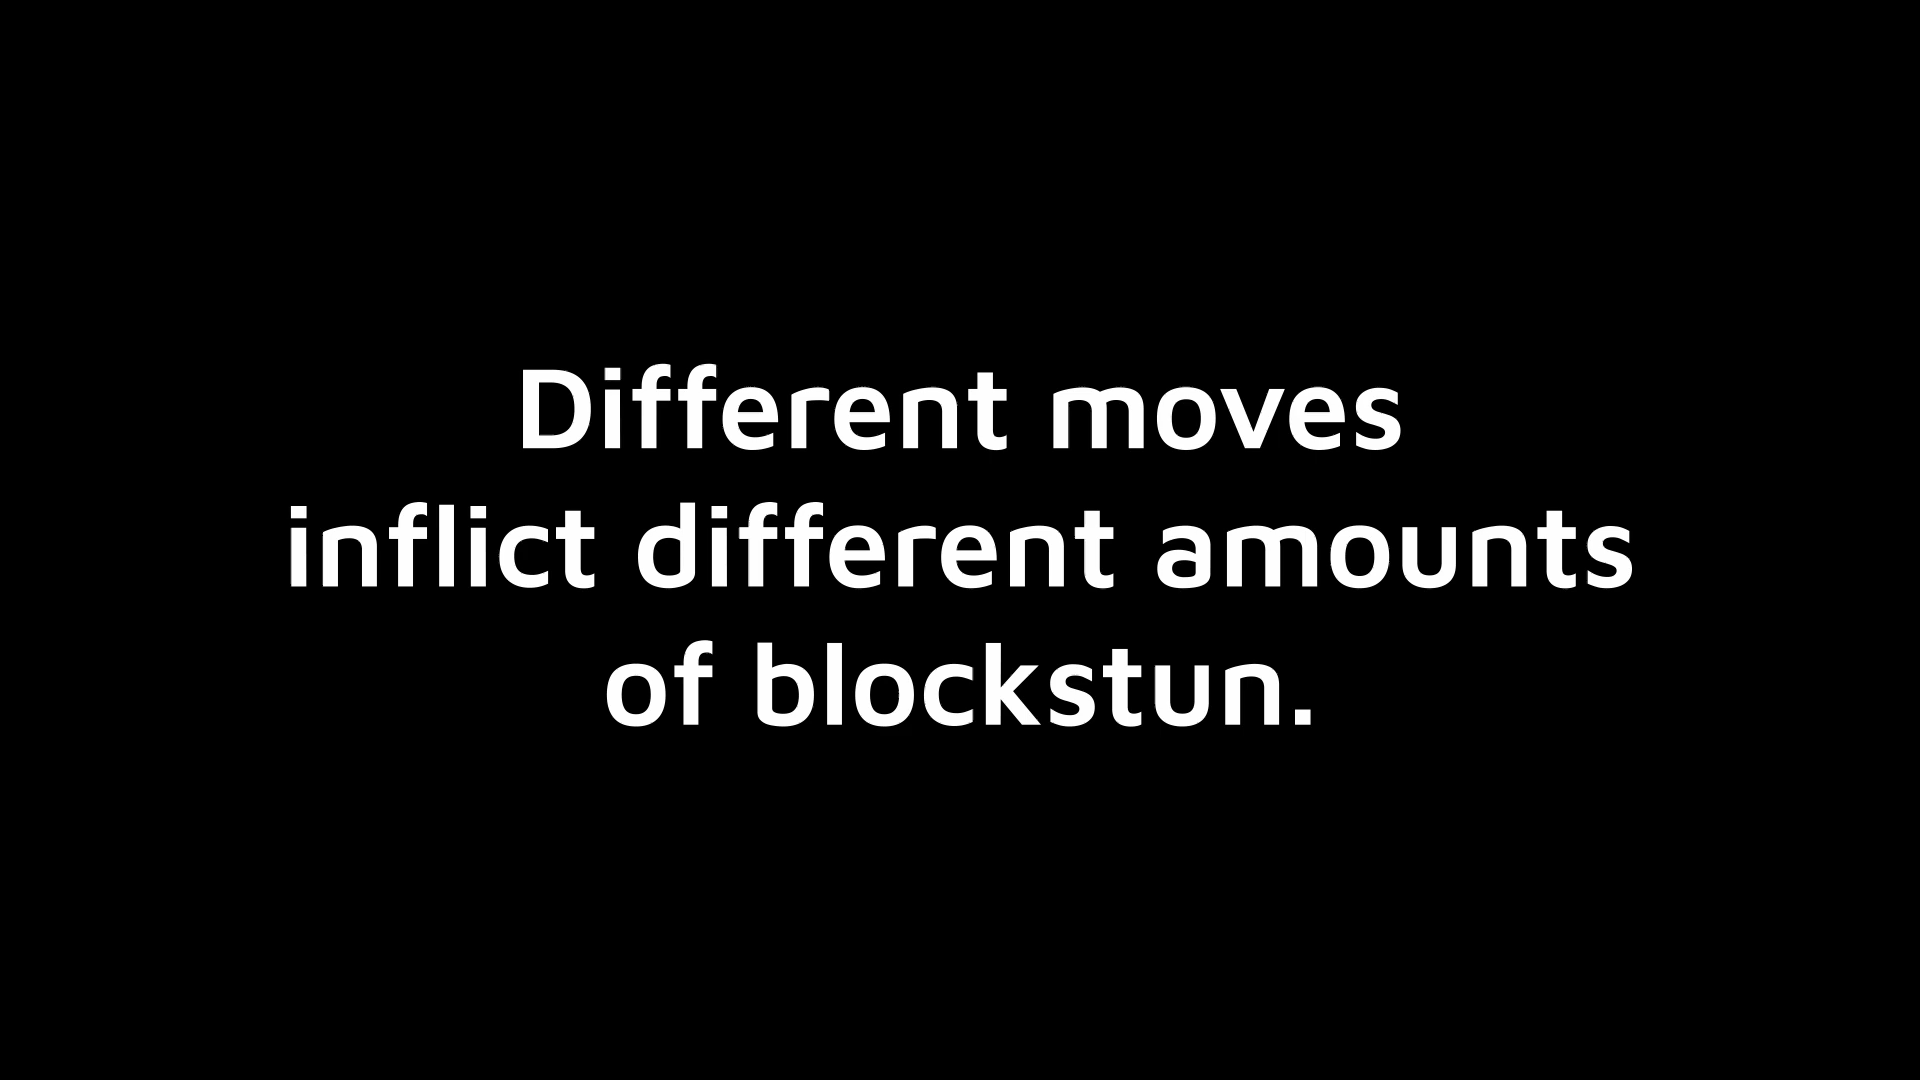 Different moves
inflict different amounts
of blockstun.